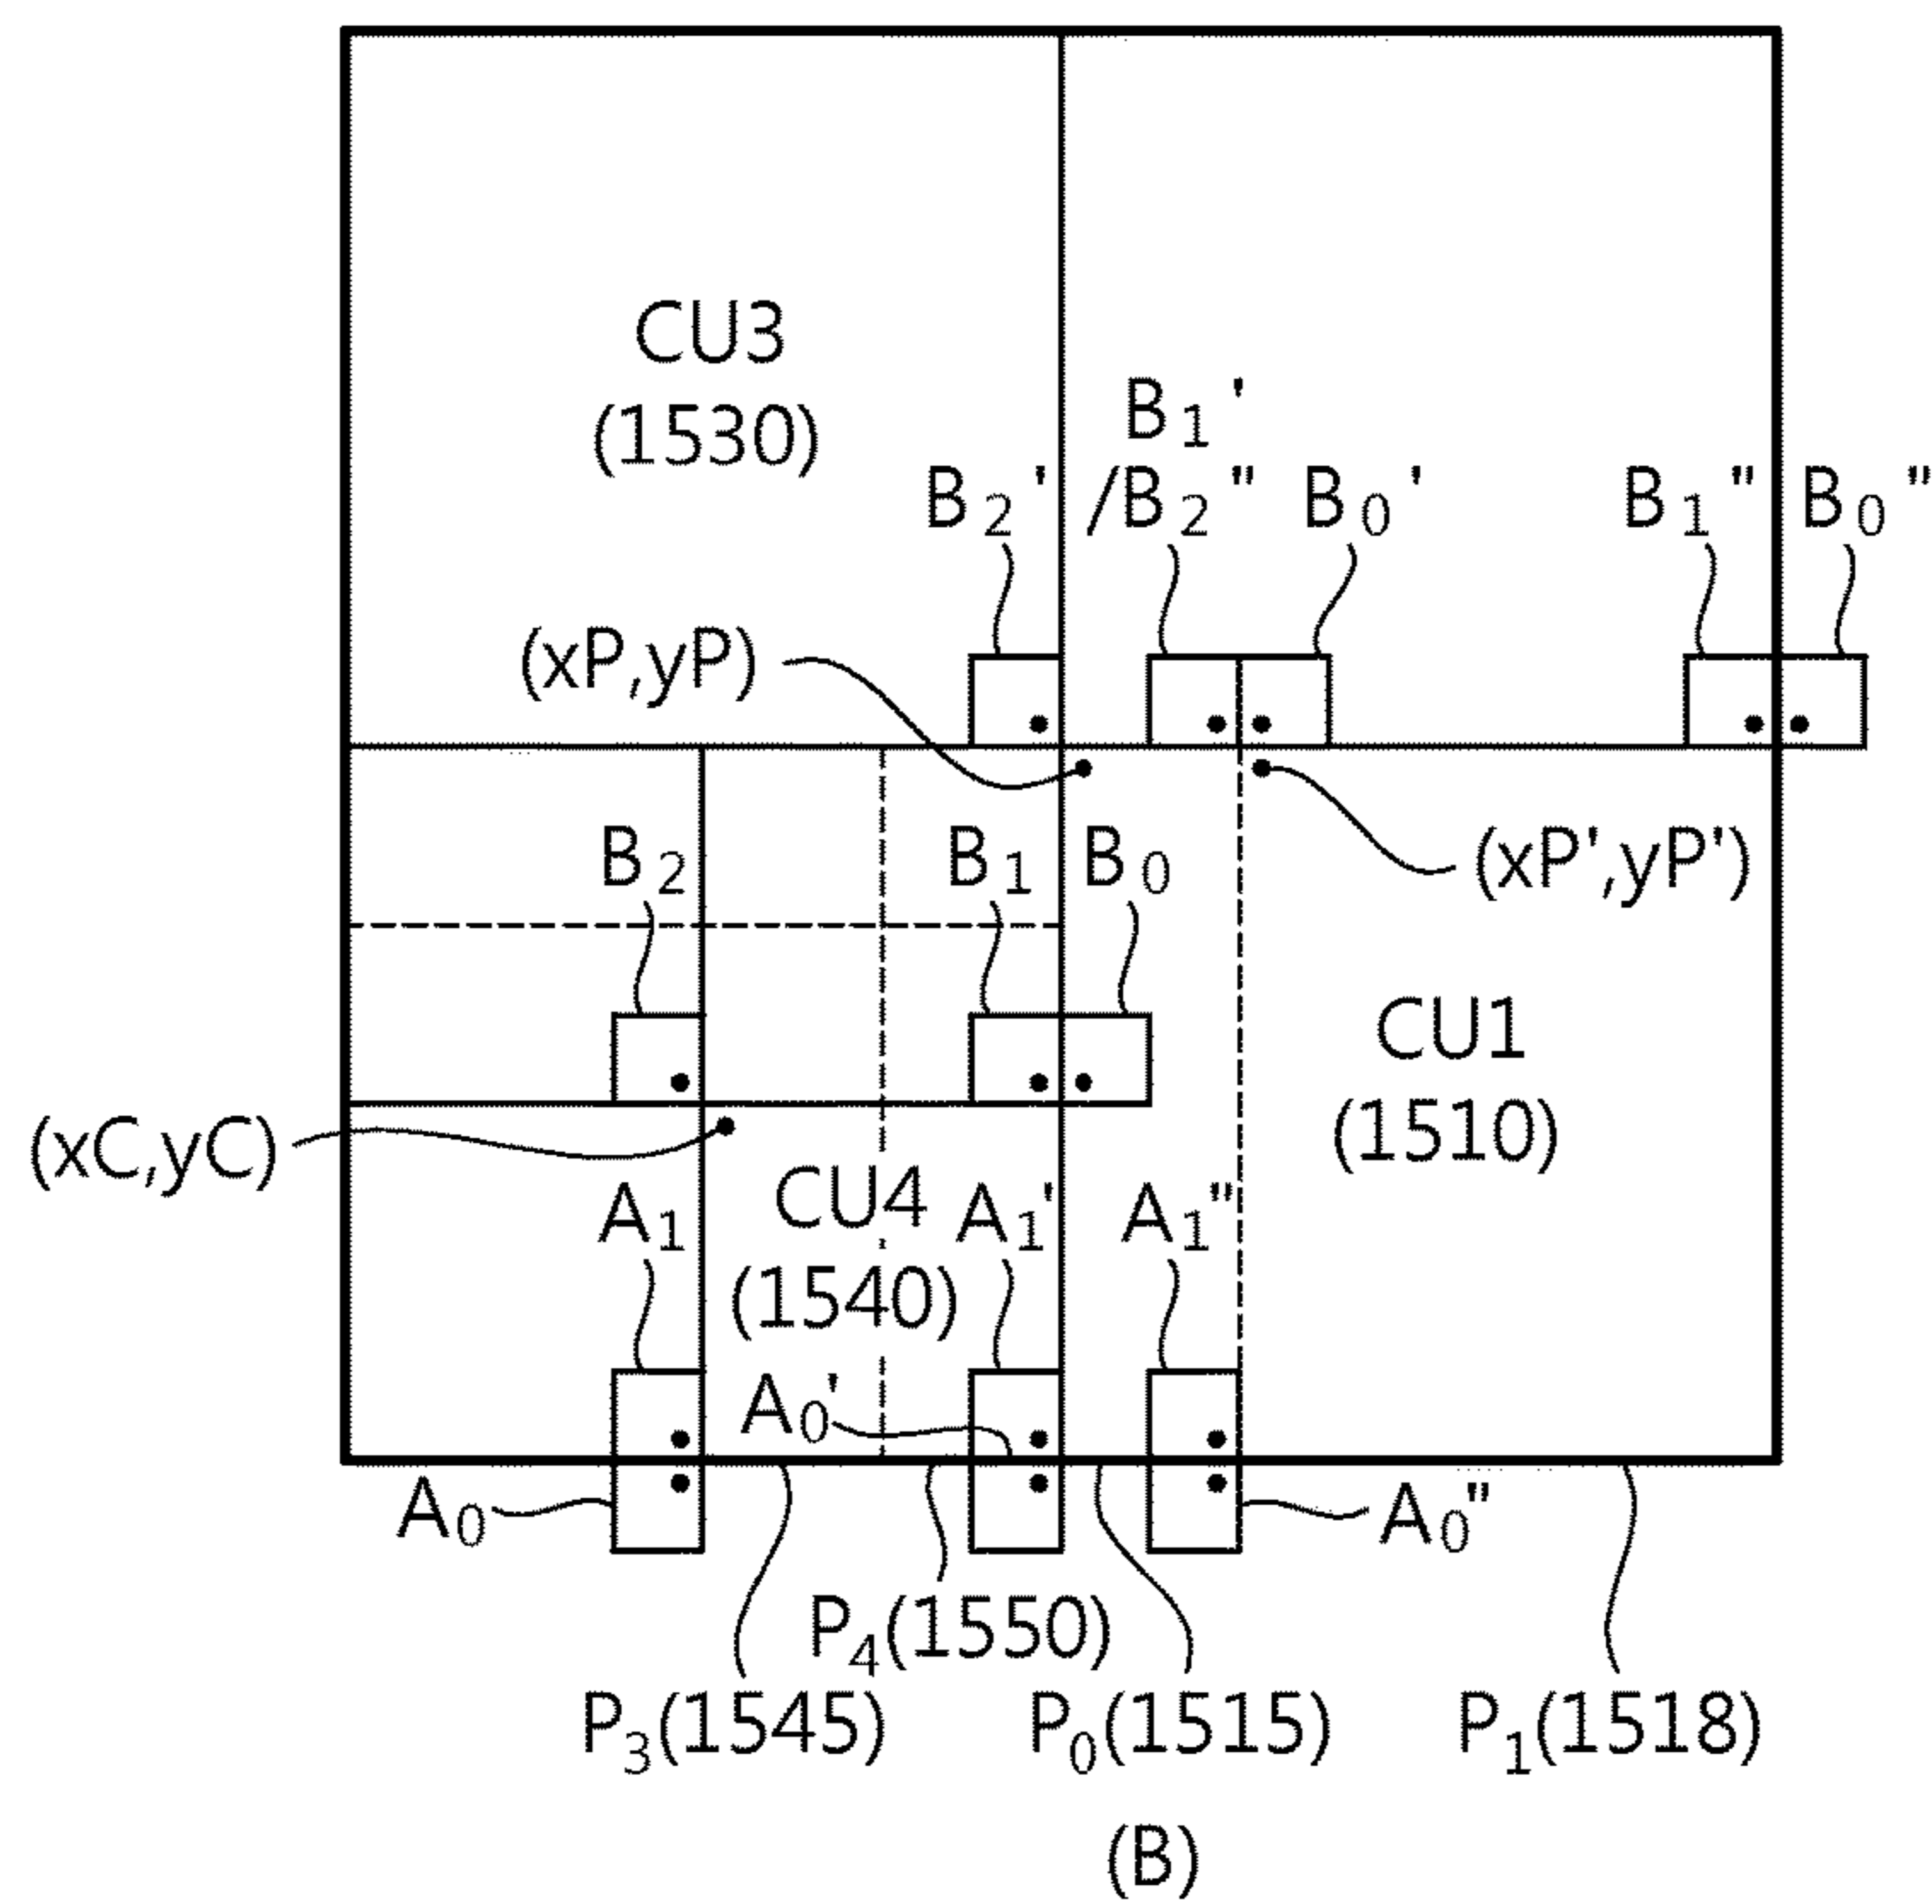 CU3
(1530)
B₁'
B₂'
/B₂"
B₀'
B₁"
B₀"
(xP,yP)
B₂
B₁
B₀
(xP',yP')
CU1
(1510)
(xC,yC)
A₁
CU4
(1540)
A₁'
A₁"
A₀'
A₀
A₀"
P₄(1550)
P₃(1545)
P₀(1515)
P₁(1518)
(B)